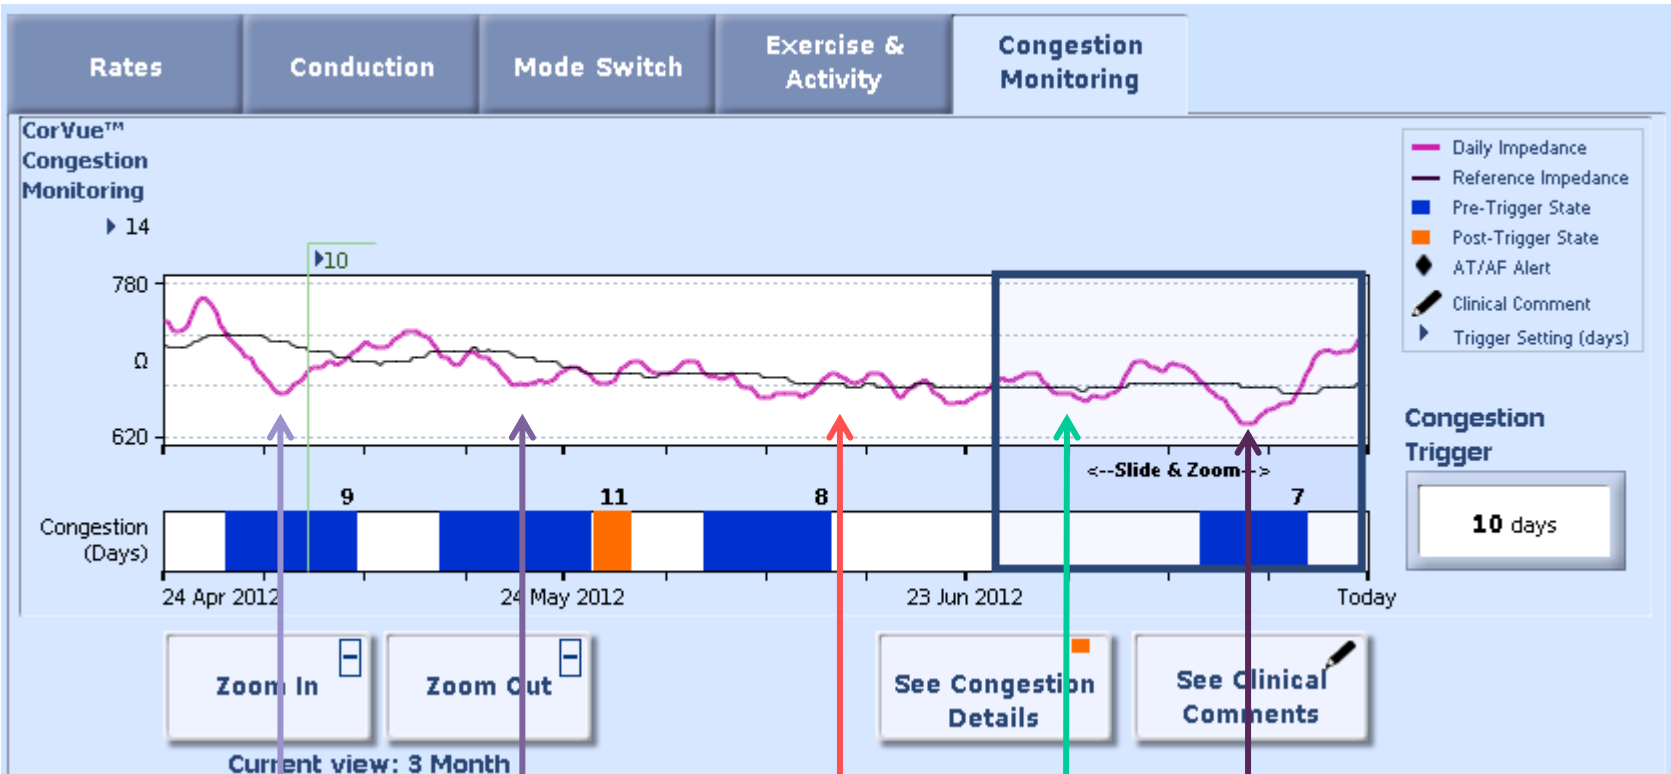 Rates
Conduction
Mode Switch
Exercise &
Activity
Congestion
Monitoring
CorVue™
Congestion
Monitoring
14
10
780
Ω
620
Daily Impedance
Reference Impedance
Pre-Trigger State
Post-Trigger State
AT/AF Alert
Clinical Comment
Trigger Setting (days)
Congestion
Trigger
10 days
<--Slide & Zoom-->
9
11
8
7
Congestion
(Days)
24 Apr 2012
24 May 2012
23 Jun 2012
Today
Zoom In
Zoom Out
See Congestion
Details
See Clinical
Comments
Current view: 3 Month